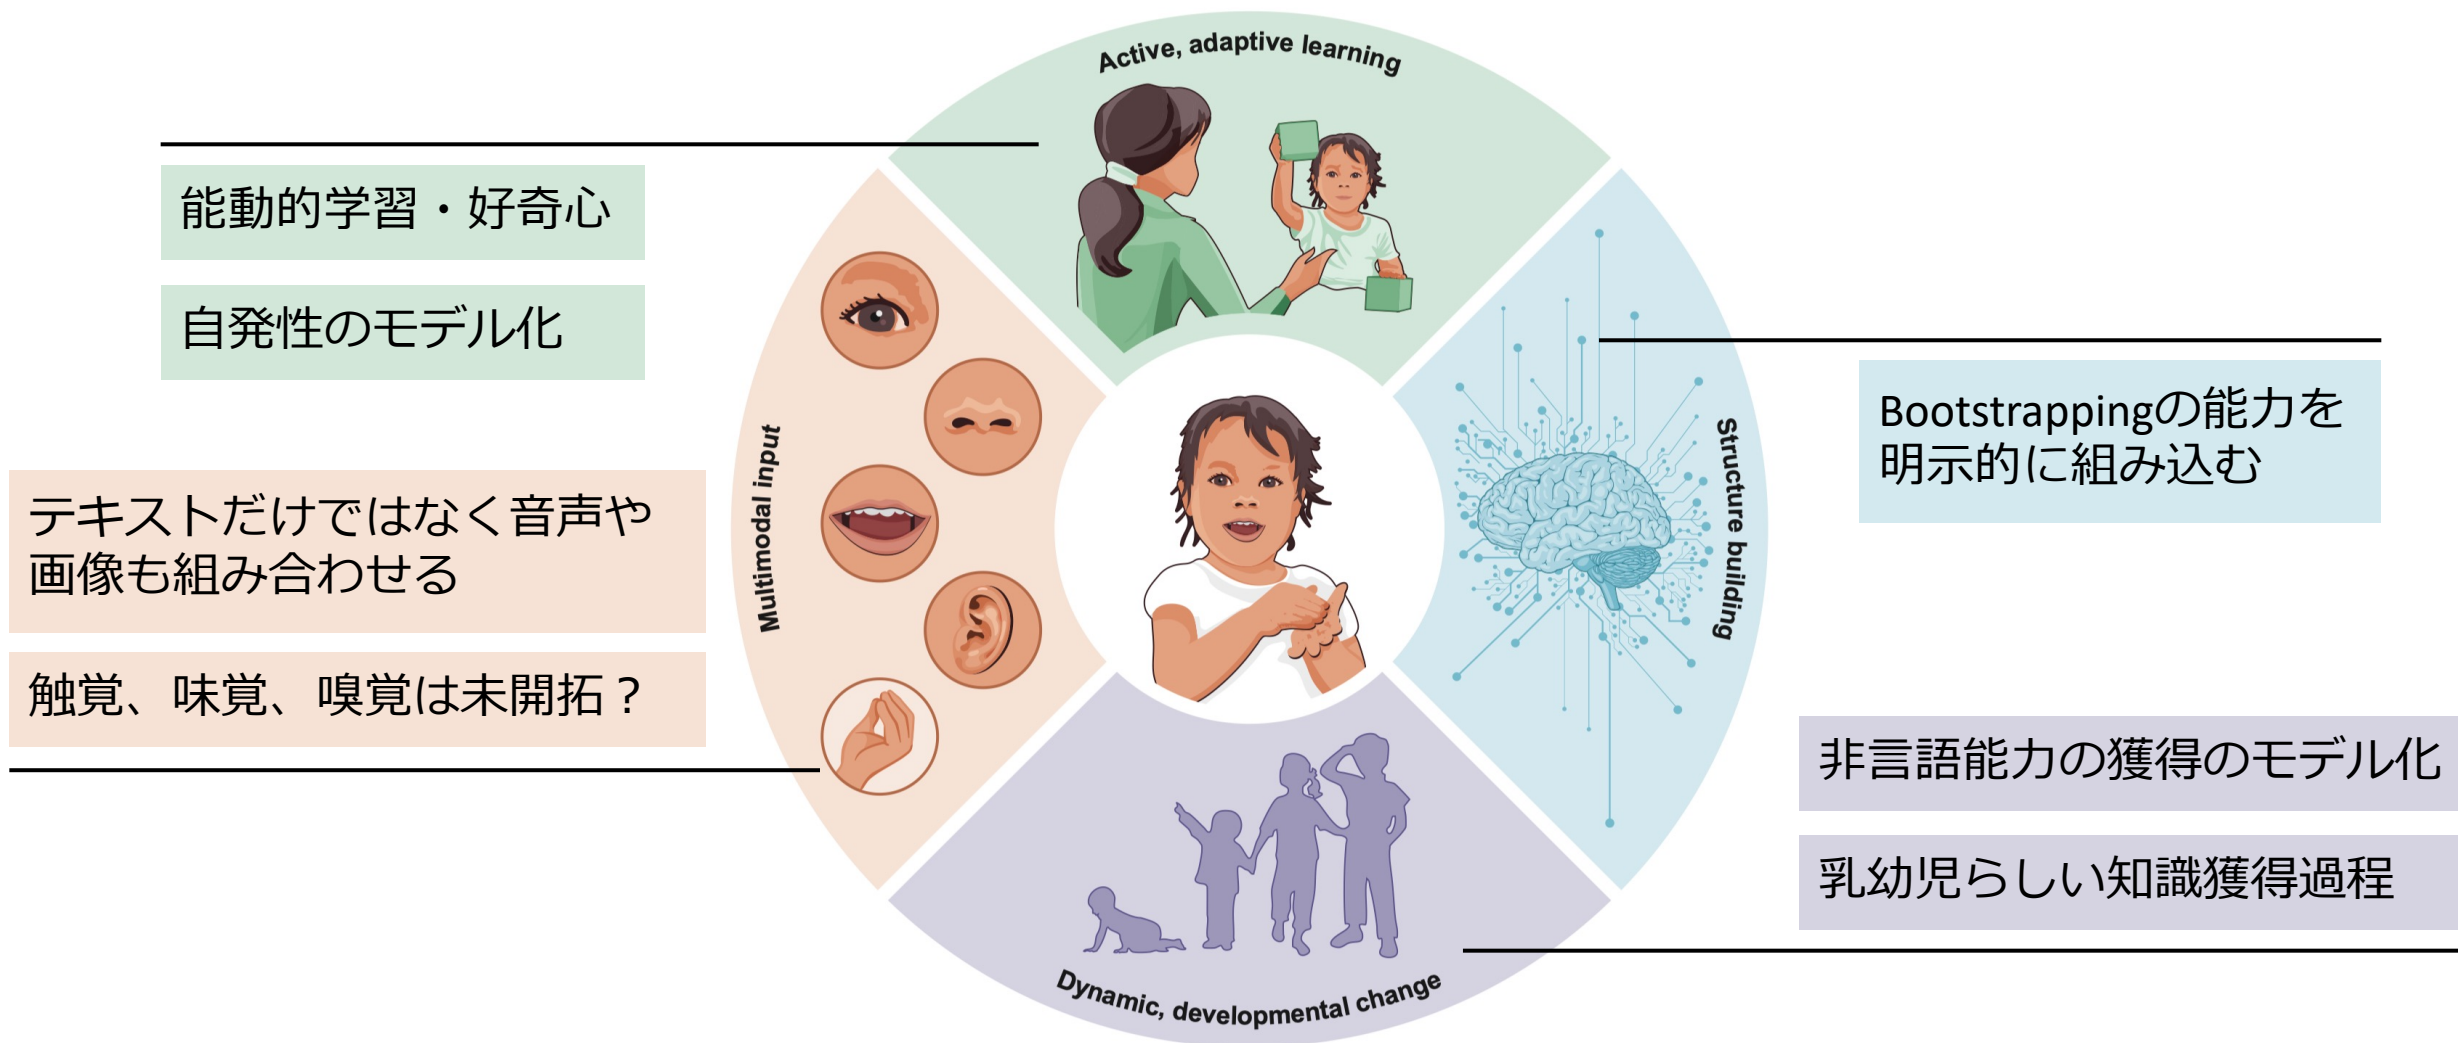 Active, adaptive learning
能動的学習・好奇心
自発性のモデル化
Multimodal input
テキストだけではなく音声や
画像も組み合わせる
触覚、味覚、嗅覚は未開拓？
Structure building
Bootstrappingの能力を
明示的に組み込む
非言語能力の獲得のモデル化
乳幼児らしい知識獲得過程
Dynamic, developmental change